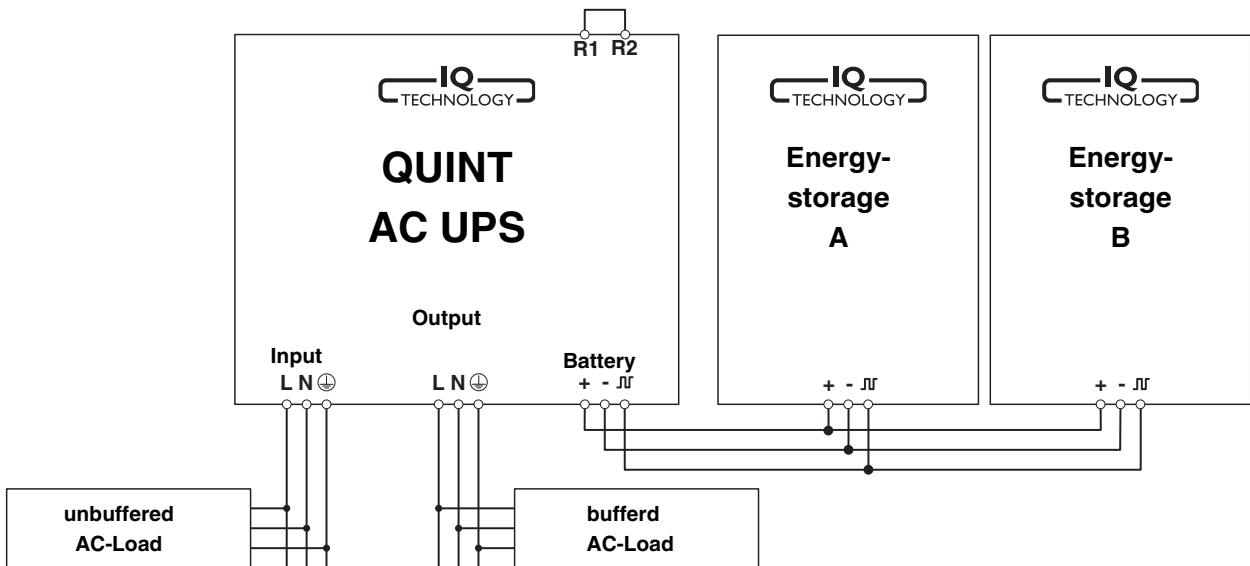 R1 R2
IQ
TECHNOLOGY
QUINT
AC UPS
Output
Input
L N
L N
Battery
+ -
IQ
TECHNOLOGY
Energy-
storage
A
+ -
IQ
TECHNOLOGY
Energy-
storage
B
+ -
unbuffered
AC-Load
bufferd
AC-Load